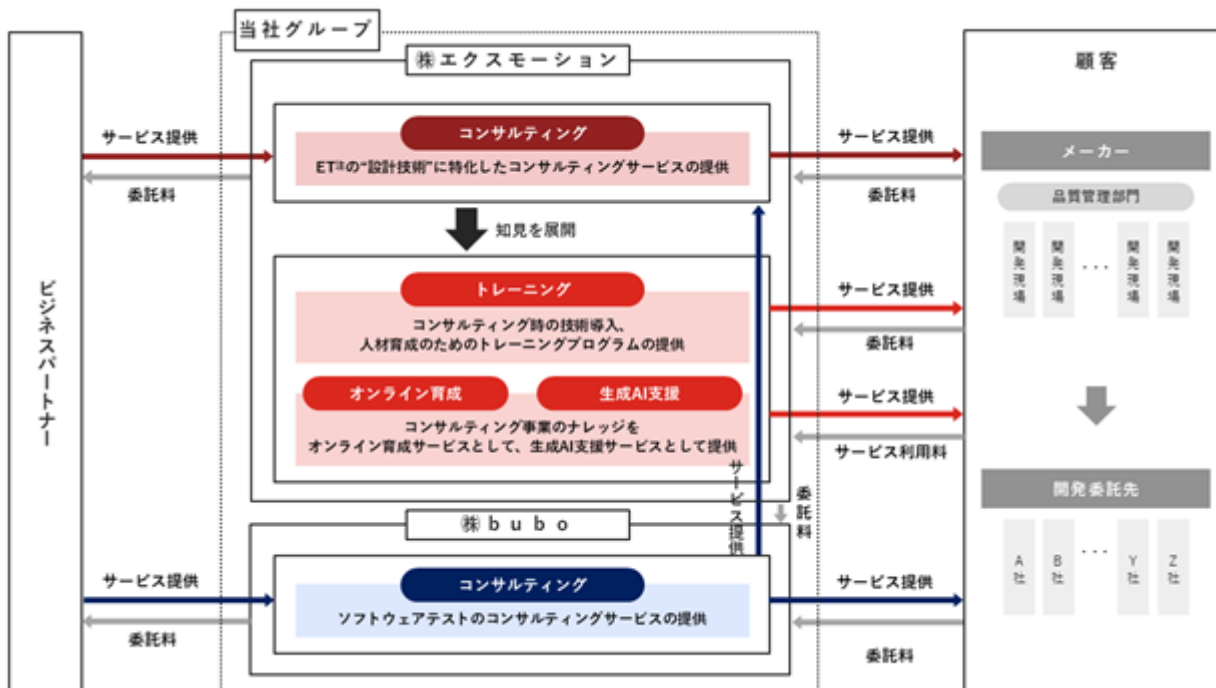 当社グループ
㈱エクスモーション
顧客
ビジネスパートナー
サービス提供
委託料
コンサルティング
ET※の“設計技術”に特化したコンサルティングサービスの提供
サービス提供
委託料
知見を展開
トレーニング
コンサルティング時の技術導入、
人材育成のためのトレーニングプログラムの提供
サービス提供
委託料
オンライン育成
生成AI支援
コンサルティング事業のナレッジを
オンライン育成サービスとして、生成AI支援サービスとして提供
サービス提供
サービス利用料
サービス提供
委託料
㈱bubo
サービス提供
委託料
コンサルティング
ソフトウェアテストのコンサルティングサービスの提供
サービス提供
委託料
メーカー
品質管理部門
開発現場
開発現場
・・・
開発現場
開発現場
開発委託先
A社
B社
・・・
Y社
Z社